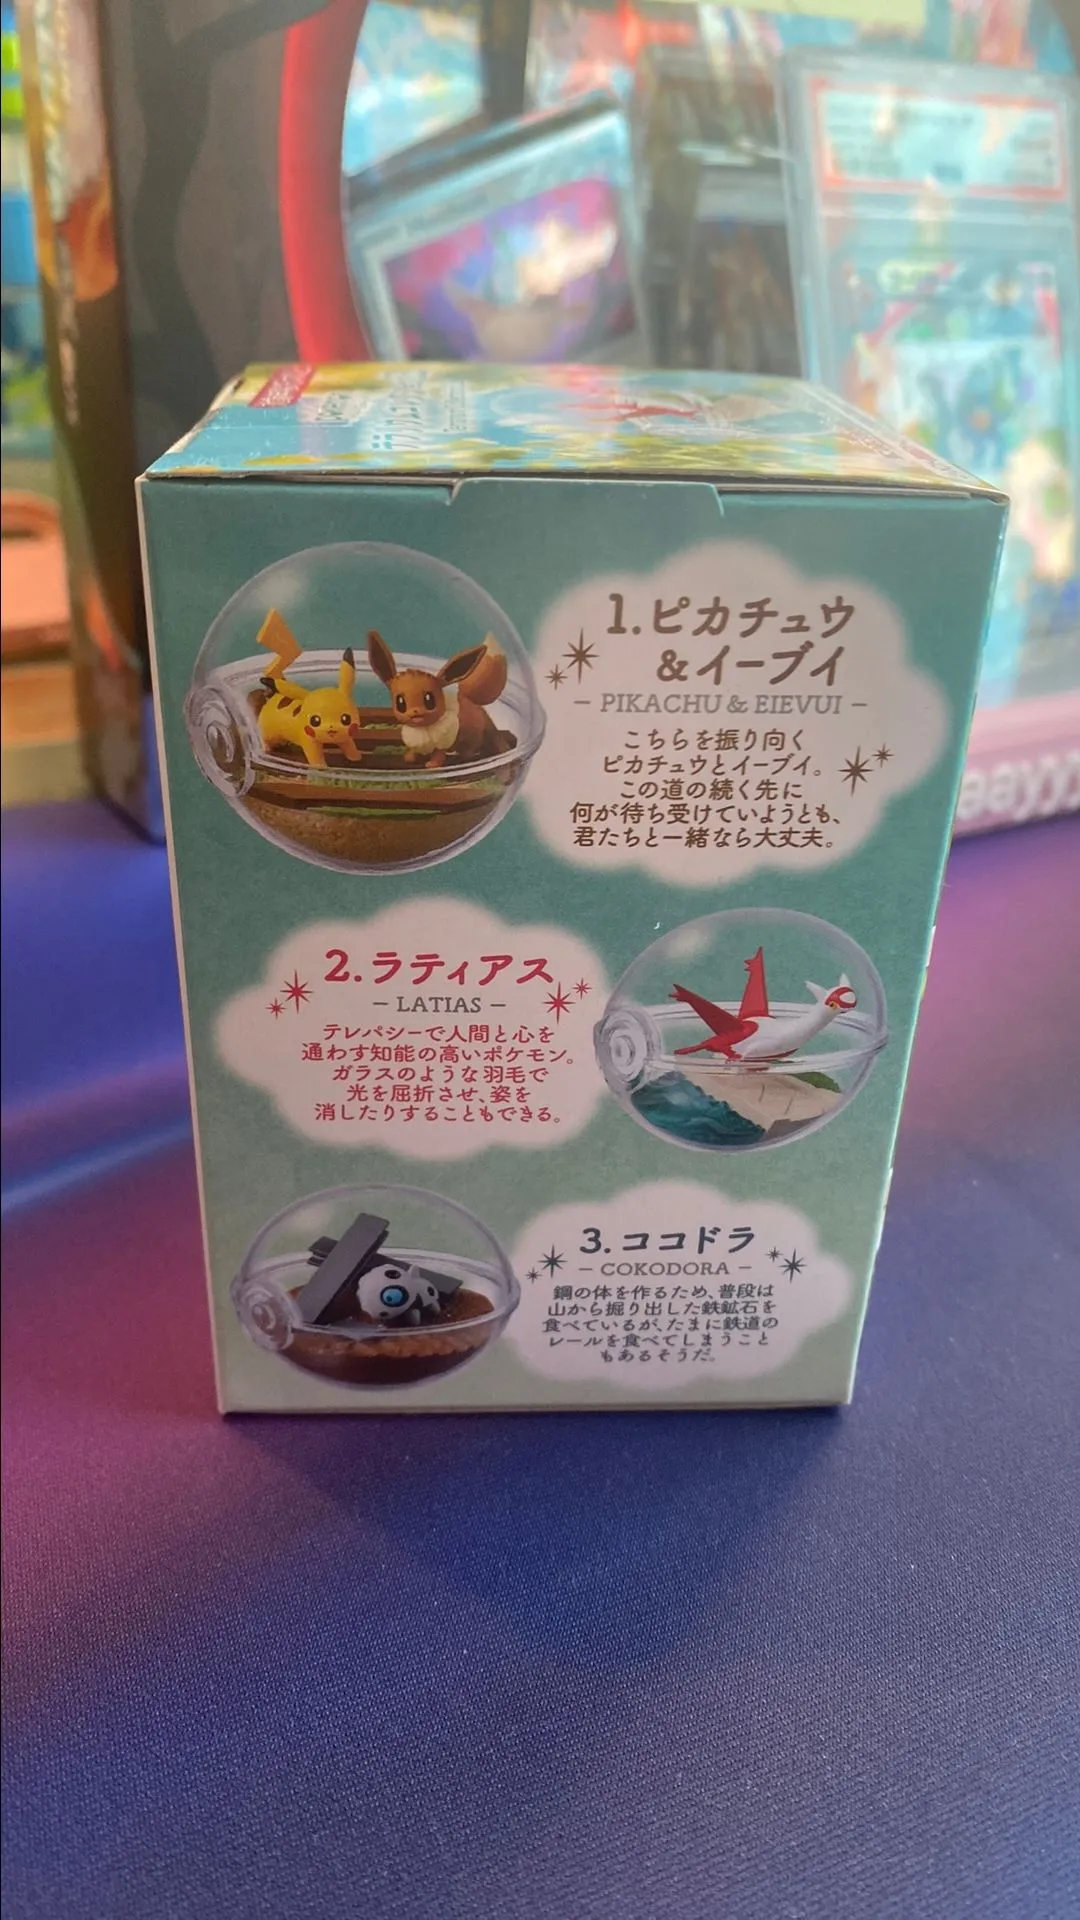 1.ピカチュウ
&イーブイ
– PIKACHU & EIEVUI –
こちらを振り向く
ピカチュウとイーブイ。
この道の続く先に
何が待ち受けていようとも、
君たちと一緒なら大丈夫。
2.ラティアス
– LATIAS –
テレパシーで人間と心を
通わす知能の高いポケモン。
ガラスのような羽毛で
光を屈折させ、姿を
消したりすることもできる。
3.ココドラ
– COKODORA –
鋼の体を作るため、普段は
山から掘り出した鉄鉱石を
食べているが、たまに鉄道の
レールを食べてしまうこと
もあるそうだ。